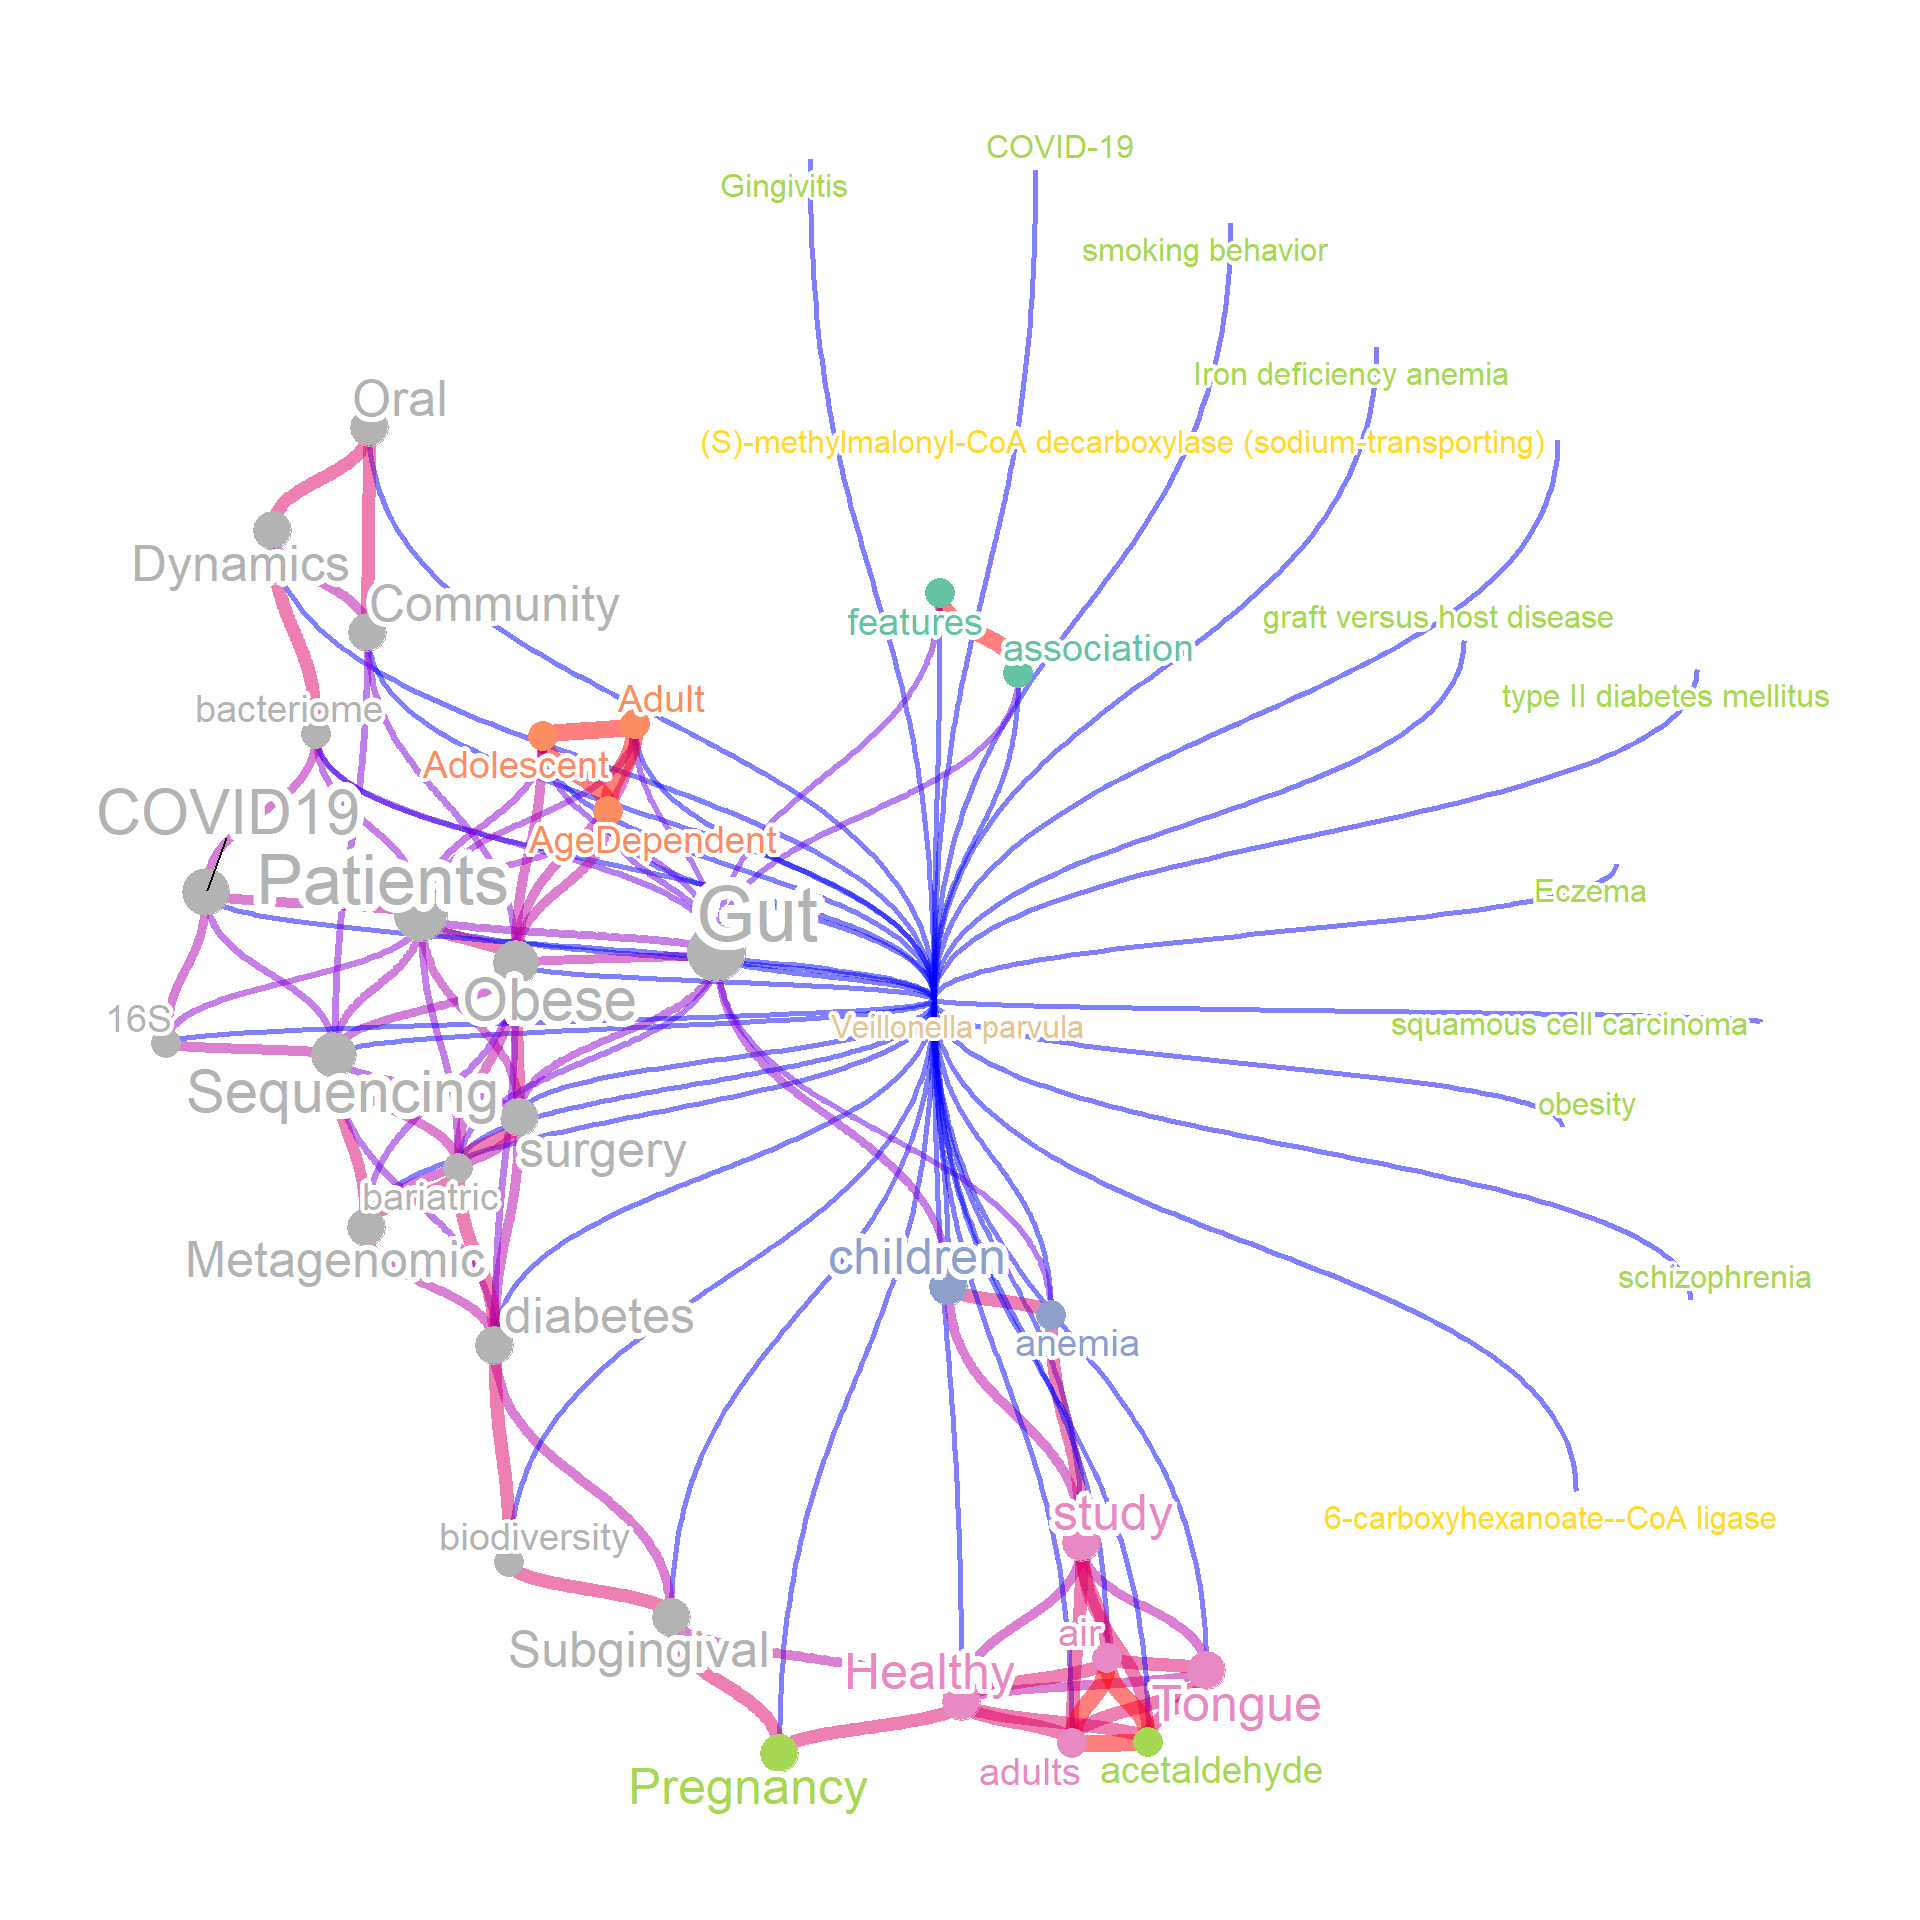 COVID-19
Gingivitis
smoking behavior
Iron deficiency anemia
Oral
(S)-methylmalonyl-CoA decarboxylase (sodium-transporting)
Dynamics
Community
features
graft versus host disease
association
Adult
type II diabetes mellitus
bacteriome
Adolescent
COVID19
AgeDependent
Patients
Eczema
Gut
Obese
16S
Veillonella parvula
squamous cell carcinoma
Sequencing
obesity
surgery
bariatric
Metagenomic
children
schizophrenia
diabetes
anemia
study
6-carboxyhexanoate--CoA ligase
biodiversity
air
Subgingival
Healthy
Tongue
adults
acetaldehyde
Pregnancy